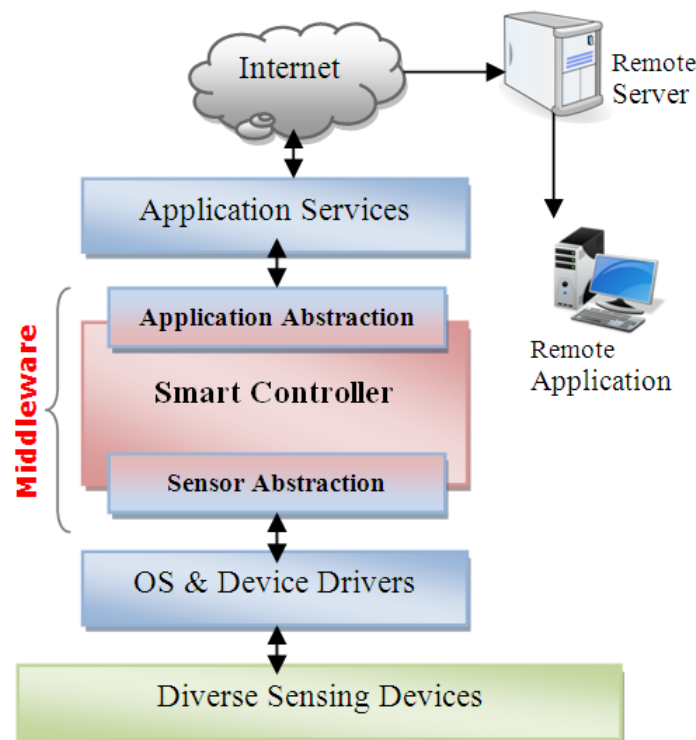 Internet
Remote
Server
Application Services
Application Abstraction
Remote
Application
Smart Controller
Middleware
Sensor Abstraction
OS & Device Drivers
Diverse Sensing Devices